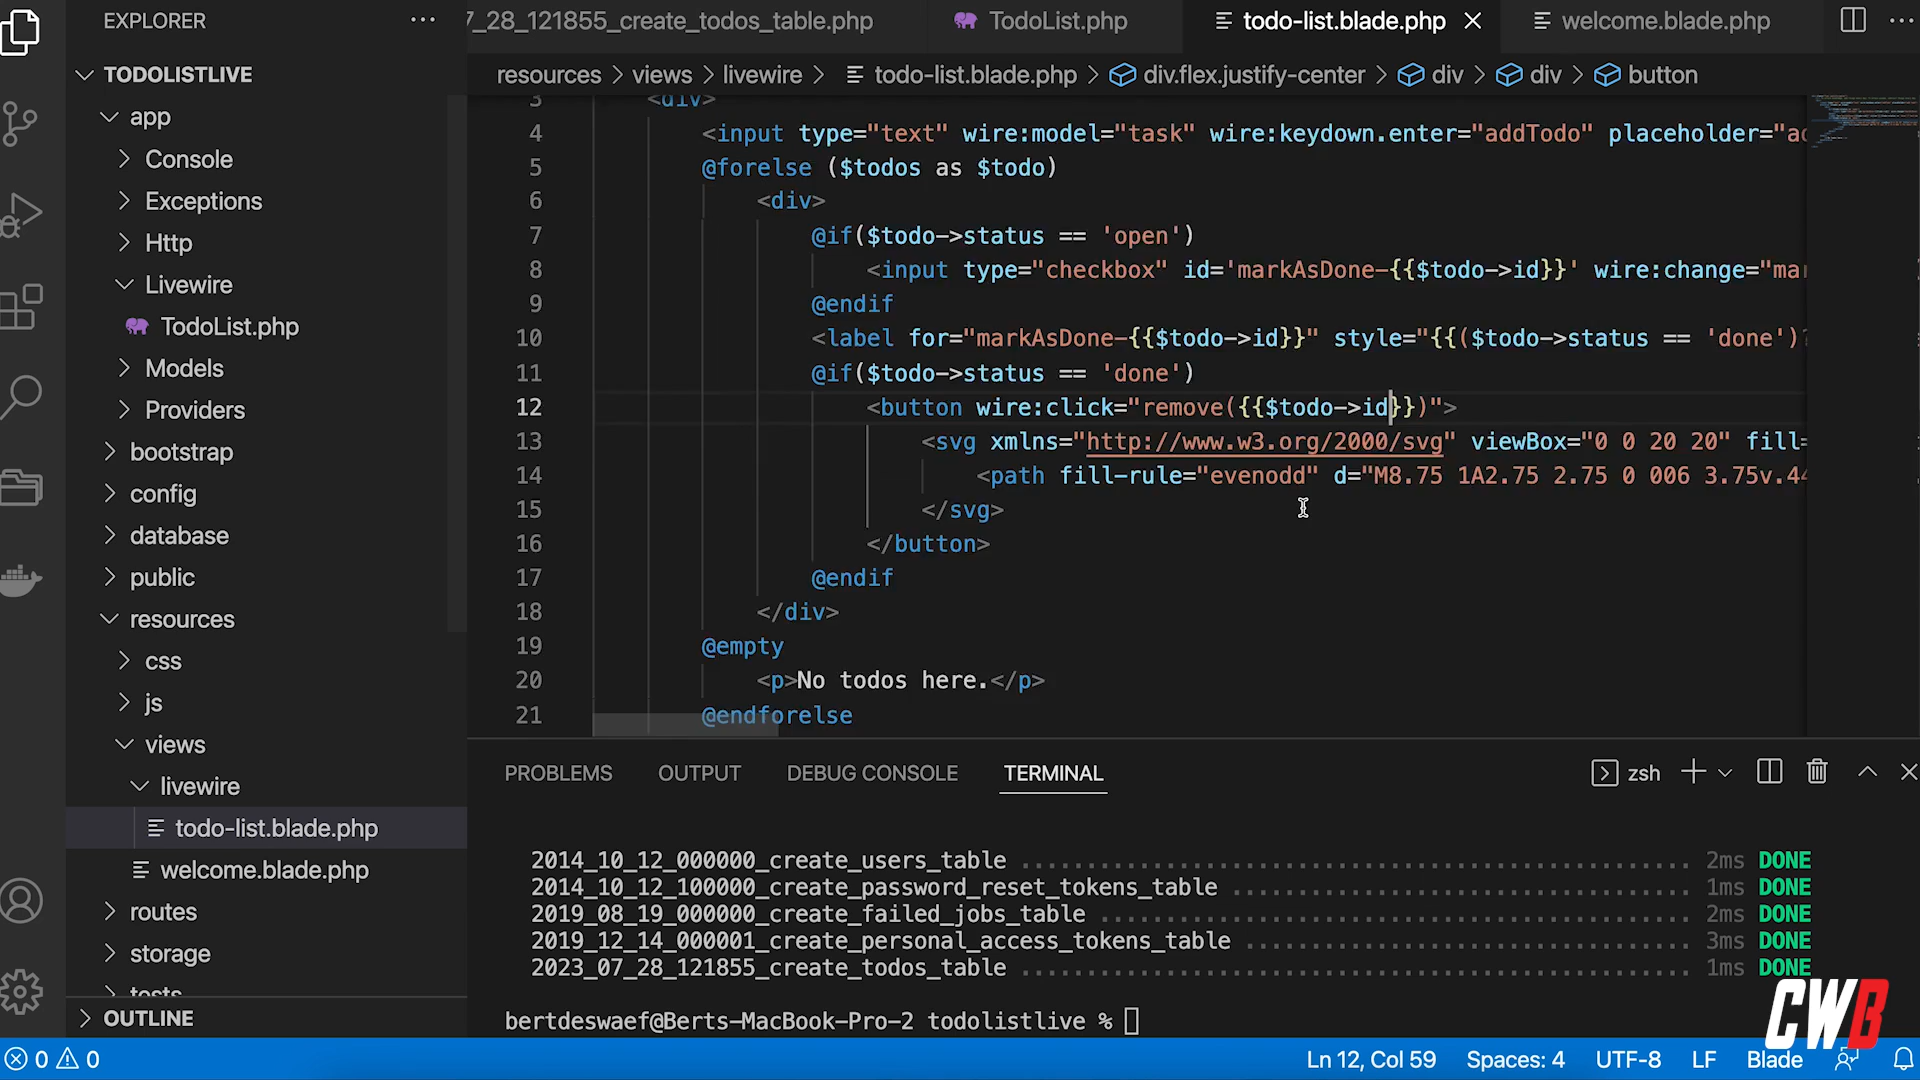 EXPLORER
TODOLISTLIVE
app
Console
Exceptions
Http
Livewire
TodoList.php
Models
Providers
bootstrap
config
database
public
resources
css
js
views
livewire
todo-list.blade.php
welcome.blade.php
routes
storage
tests
OUTLINE
7_28_121855_create_todos_table.php
TodoList.php
todo-list.blade.php
welcome.blade.php
resources > views > livewire > todo-list.blade.php > div.flex.justify-center > div > div > button
3 <div>
4 <input type="text" wire:model="task" wire:keydown.enter="addTodo" placeholder="ad
5 @forelse ($todos as $todo)
6 <div>
7 @if($todo->status == 'open')
8 <input type="checkbox" id='markAsDone-{{$todo->id}}' wire:change="mar
9 @endif
10 <label for="markAsDone-{{$todo->id}}" style="{{($todo->status == 'done')?
11 @if($todo->status == 'done')
12 <button wire:click="remove({{$todo->id}})">
13 <svg xmlns="http://www.w3.org/2000/svg" viewBox="0 0 20 20" fill=
14 <path fill-rule="evenodd" d="M8.75 1A2.75 2.75 0 006 3.75v.44
15 </svg>
16 </button>
17 @endif
18 </div>
19 @empty
20 <p>No todos here.</p>
21 @endforelse
PROBLEMS OUTPUT DEBUG CONSOLE TERMINAL
zsh
2014_10_12_000000_create_users_table 2ms DONE
2014_10_12_100000_create_password_reset_tokens_table 1ms DONE
2019_08_19_000000_create_failed_jobs_table 2ms DONE
2019_12_14_000001_create_personal_access_tokens_table 3ms DONE
2023_07_28_121855_create_todos_table 1ms DONE
bertdeswaef@Berts-MacBook-Pro-2 todolistlive %
CWB
0 0
Ln 12, Col 59 Spaces: 4 UTF-8 LF Blade